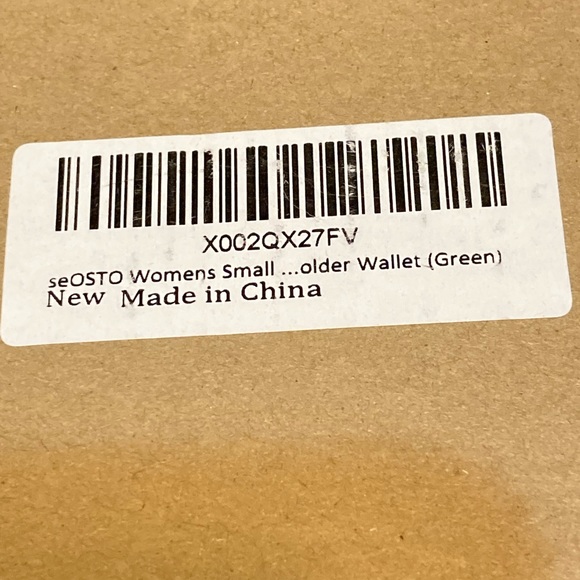 X002QX27FV
seOSTO Womens Small ...older Wallet (Green)
New Made in China